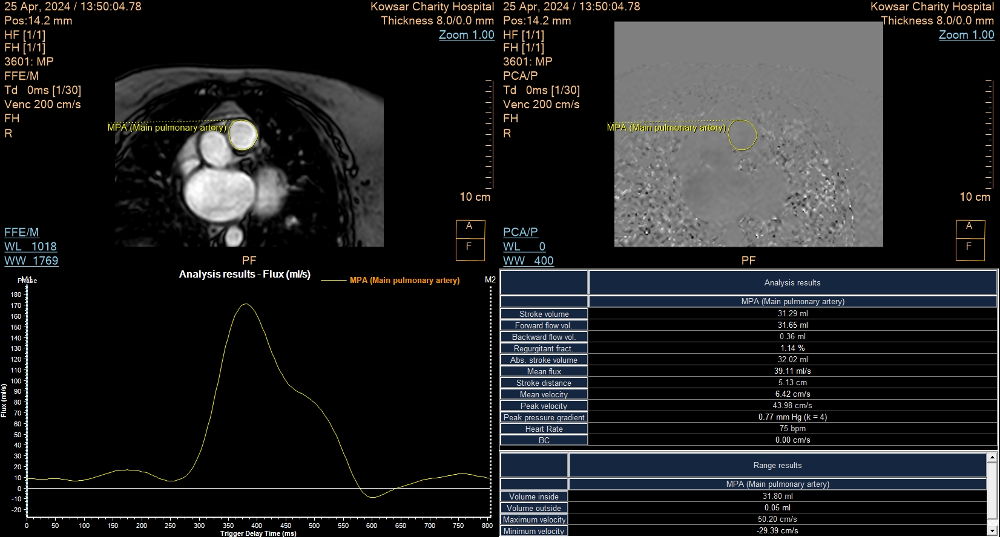 25 Apr, 2024 / 13:50:04.78
Pos:14.2 mm
HF [1/1]
FH [1/1]
3601: MP
FFE/M
Td 0ms [1/30]
Venc 200 cm/s
FH
R
Kowsar Charity Hospital
Thickness 8.0/0.0 mm
Zoom 1.00
MPA (Main pulmonary artery)
10 cm
FFE/M
WL 1018
WW 1769
A
F
PF
25 Apr, 2024 / 13:50:04.78
Pos:14.2 mm
HF [1/1]
FH [1/1]
3601: MP
PCA/P
Td 0ms [1/30]
Venc 200 cm/s
FH
R
Kowsar Charity Hospital
Thickness 8.0/0.0 mm
Zoom 1.00
MPA (Main pulmonary artery)
10 cm
PCA/P
WL 0
WW 400
A
F
PF
Analysis results - Flux (ml/s)
MPA (Main pulmonary artery)
M1
Phase
M2
180
170
160
150
140
130
120
110
100
90
80
70
60
50
40
30
20
10
0
-10
-20
Flux (ml/s)
0 50 100 150 200 250 300 350 400 450 500 550 600 650 700 750 800
Trigger Delay Time (ms)
Analysis results
MPA (Main pulmonary artery)
Stroke volume 31.29 ml
Forward flow vol. 31.65 ml
Backward flow vol. 0.36 ml
Regurgitant fract. 1.14 %
Abs. stroke volume 32.02 ml
Mean flux 39.11 ml/s
Stroke distance 5.13 cm
Mean velocity 6.42 cm/s
Peak velocity 43.98 cm/s
Peak pressure gradient 0.77 mm Hg (k = 4)
Heart Rate 75 bpm
BC 0.00 cm/s
Range results
MPA (Main pulmonary artery)
Volume inside 31.80 ml
Volume outside 0.05 ml
Maximum velocity 50.20 cm/s
Minimum velocity -29.39 cm/s